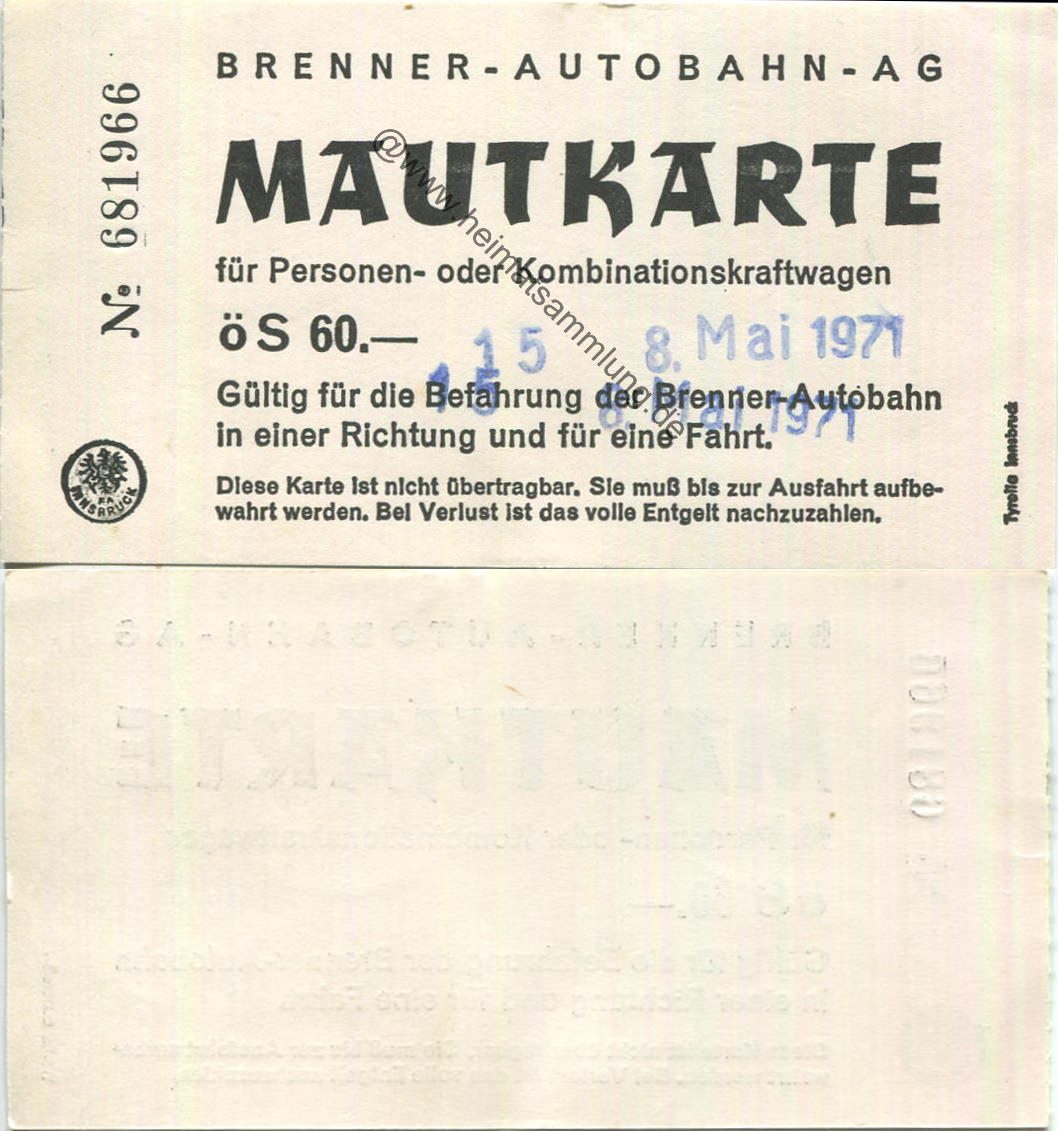 BRENNER-AUTOBAHN-AG
№ 681966
MAUTKARTE
für Personen- oder Kombinationskraftwagen
öS 60.—
15 8. Mai 1971
15 8. Mai 1971
Gültig für die Befahrung der Brenner-Autobahn
in einer Richtung und für eine Fahrt.
Diese Karte ist nicht übertragbar. Sie muß bis zur Ausfahrt aufbe-
wahrt werden. Bei Verlust ist das volle Entgelt nachzuzahlen.
FA
INNSBRUCK
Tyrolia Innsbruck
@www.heimatsammlung.de